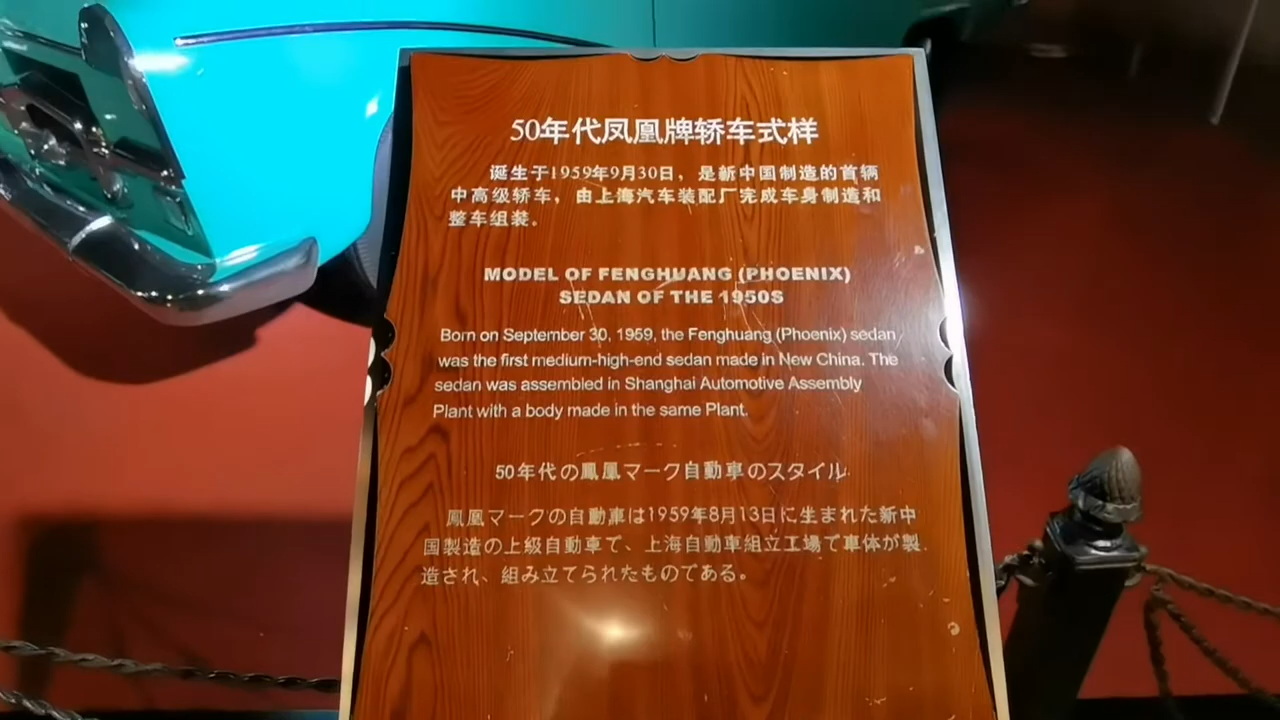 50年代凤凰牌轿车式样
诞生于1959年9月30日，是新中国制造的首辆
中高级轿车，由上海汽车装配厂完成车身制造和
整车组装。
MODEL OF FENGHUANG (PHOENIX)
SEDAN OF THE 1950S
Born on September 30, 1959, the Fenghuang (Phoenix) sedan
was the first medium-high-end sedan made in New China. The
sedan was assembled in Shanghai Automotive Assembly
Plant with a body made in the same Plant.
50年代の鳳凰マーク自動車のスタイル
鳳凰マークの自動車は1959年8月13日に生まれた新中
国製造の上級自動車で、上海自動車組立工場で車体が製
造され、組み立てられたものである。